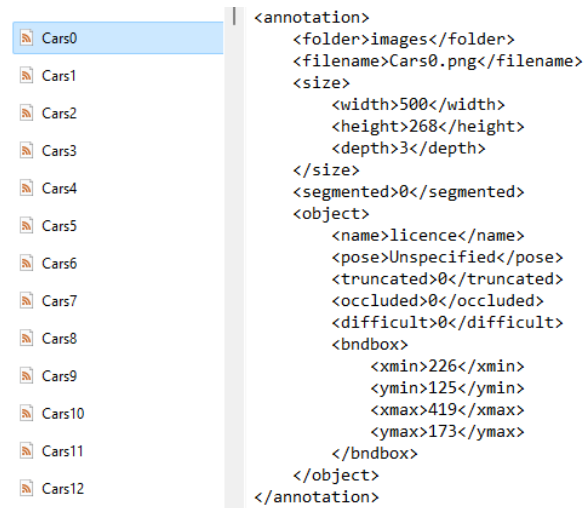 Cars0
Cars1
Cars2
Cars3
Cars4
Cars5
Cars6
Cars7
Cars8
Cars9
Cars10
Cars11
Cars12
<annotation>
    <folder>images</folder>
    <filename>Cars0.png</filename>
    <size>
        <width>500</width>
        <height>268</height>
        <depth>3</depth>
    </size>
    <segmented>0</segmented>
    <object>
        <name>licence</name>
        <pose>Unspecified</pose>
        <truncated>0</truncated>
        <occluded>0</occluded>
        <difficult>0</difficult>
        <bndbox>
            <xmin>226</xmin>
            <ymin>125</ymin>
            <xmax>419</xmax>
            <ymax>173</ymax>
        </bndbox>
    </object>
</annotation>